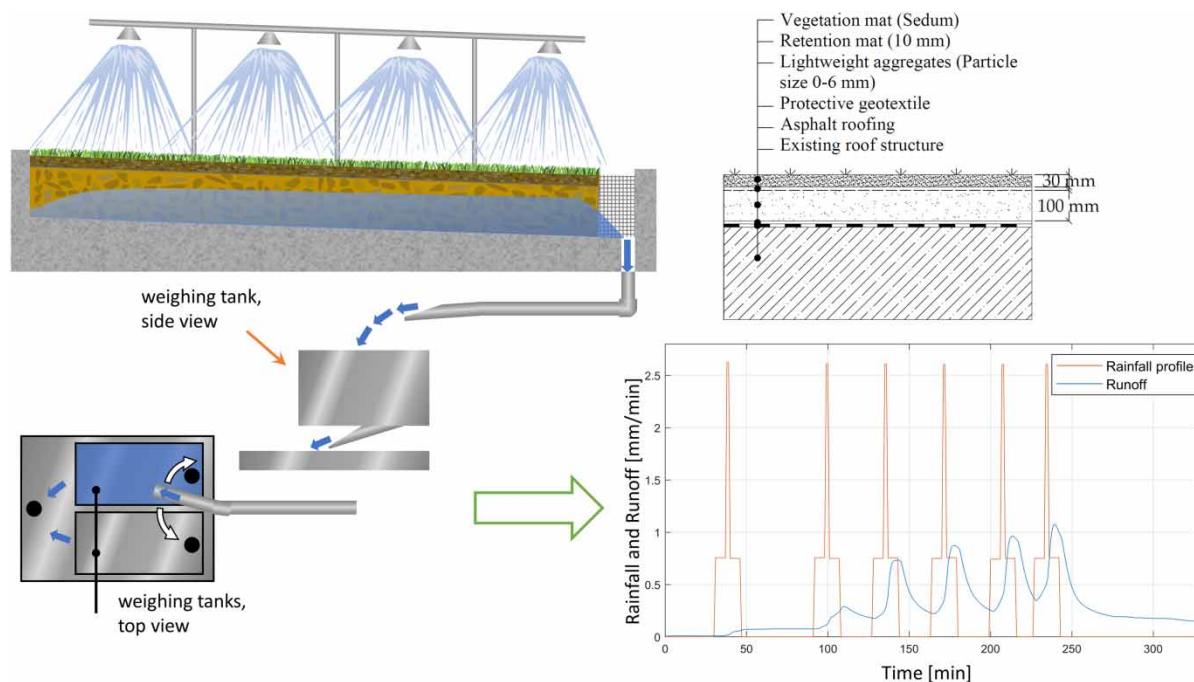 Vegetation mat (Sedum)
Retention mat (10 mm)
Lightweight aggregates (Particle
size 0-6 mm)
Protective geotextile
Asphalt roofing
Existing roof structure
30 mm
100 mm
weighing tank,
side view
weighing tanks,
top view
Rainfall profile
Runoff
Rainfall and Runoff [mm/min]
2.5
2
1.5
1
0.5
0
0 50 100 150 200 250 300
Time [min]